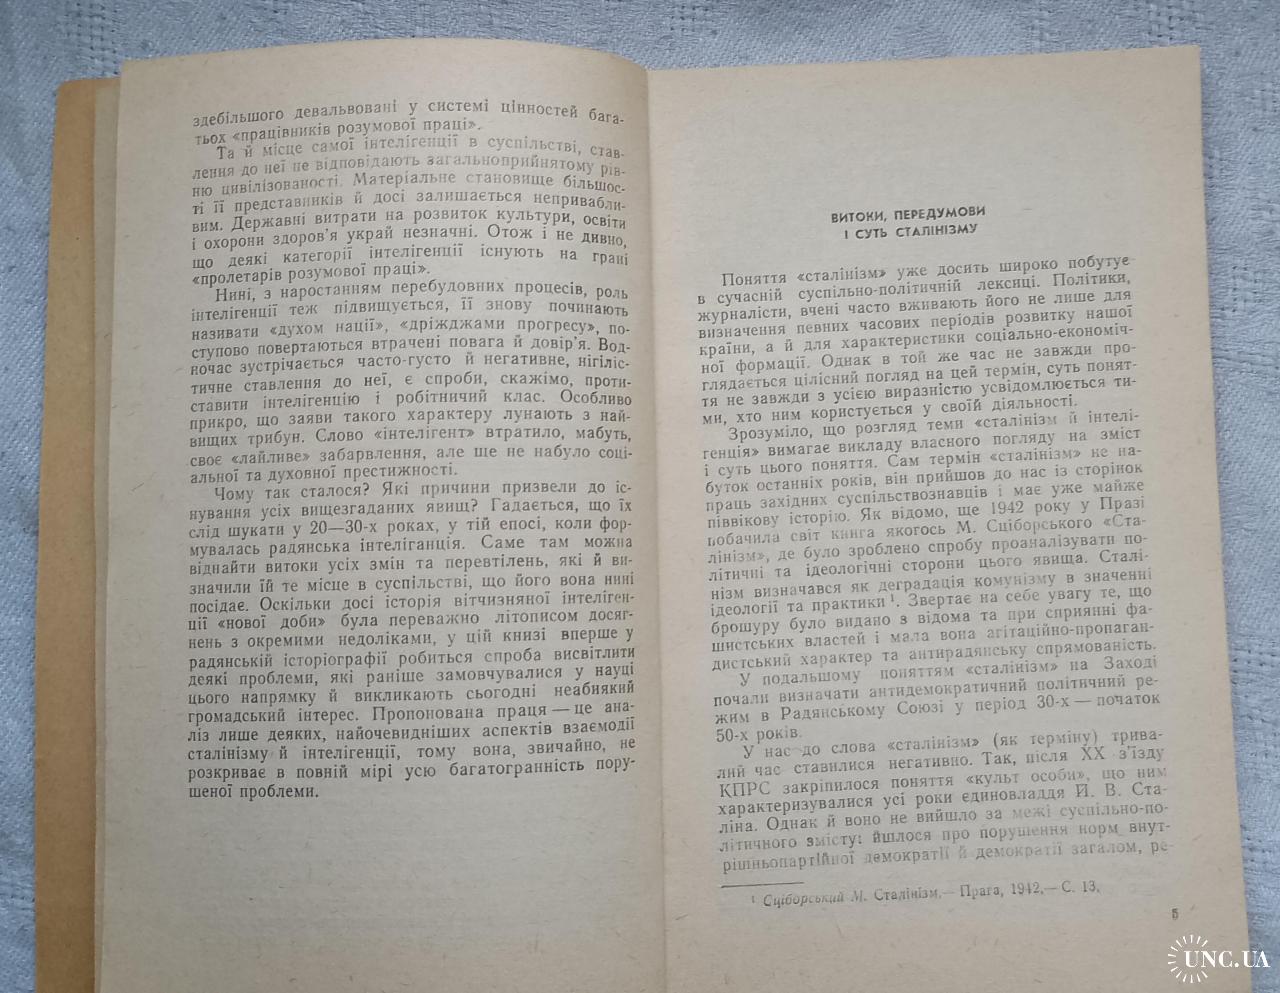 здебільшого девальвовані у системі цінностей бага-
тьох «працівників розумової праці».
Та й місце самої інтелігенції в суспільстві, став-
лення до неї не відповідають загальноприйнятому рів-
ню цивілізованості. Матеріальне становище більшос-
ті її представників й досі залишається непривабли-
вим. Державні витрати на розвиток культури, освіти
і охорони здоров'я украй незначні. Отож і не дивно,
що деякі категорії інтелігенції існують на грані
«пролетарів розумової праці».
Нині, з наростанням перебудовних процесів, роль
інтелігенції теж підвищується, її знову починають
називати «духом нації», «дріжджами прогресу», по-
ступово повертаються втрачені повага й довір'я. Вод-
ночас зустрічається часто-густо й негативне, нігіліс-
тичне ставлення до неї, є спроби, скажімо, проти-
ставити інтелігенцію і робітничий клас. Особливо
прикро, що заяви такого характеру лунають з най-
вищих трибун. Слово «інтелігент» втратило, мабуть,
своє «лайливе» забарвлення, але ще не набуло соці-
альної та духовної престижності.
Чому так сталося? Які причини призвели до іс-
нування усіх вищезгаданих явищ? Гадається, що їх
слід шукати у 20—30-х роках, у тій епосі, коли фор-
мувалась радянська інтеліганція. Саме там можна
віднайти витоки усіх змін та перевтілень, які й ви-
значили їй те місце в суспільстві, що його вона нині
посідає. Оскільки досі історія вітчизняної інтеліген-
ції «нової доби» була переважно літописом досяг-
нень з окремими недоліками, у цій книзі вперше у
радянській історіографії робиться спроба висвітлити
деякі проблеми, які раніше замовчувалися у науці
цього напрямку й викликають сьогодні неабиякий
громадський інтерес. Пропонована праця — це ана-
ліз лише деяких, найочевидніших аспектів взаємодії
сталінізму й інтелігенції, тому вона, звичайно, не
розкриває в повній мірі усю багатогранність пору-
шеної проблеми.
ВИТОКИ, ПЕРЕДУМОВИ
І СУТЬ СТАЛІНІЗМУ
Поняття «сталінізм» уже досить широко побутує
в сучасній суспільно-політичній лексиці. Політики,
журналісти, вчені часто вживають його не лише для
визначення певних часових періодів розвитку нашої
країни, а й для характеристики соціально-економіч-
ної формації. Однак в той же час не завжди про-
глядається цілісний погляд на цей термін, суть понят-
тя не завжди з усією виразністю усвідомлюється ти-
ми, хто ним користується у своїй діяльності.
Зрозуміло, що розгляд теми «сталінізм й інтелі-
генція» вимагає викладу власного погляду на зміст
і суть цього поняття. Сам термін «сталінізм» не на-
буток останніх років, він прийшов до нас із сторінок
праць західних суспільствознавців і має уже майже
піввікову історію. Як відомо, ще 1942 року у Празі
побачила світ книга якогось М. Сціборського «Ста-
лінізм», де було зроблено спробу проаналізувати по-
літичні та ідеологічні сторони цього явища. Сталі-
нізм визначався як деградація комунізму в значенні
ідеології та практики ¹. Звертає на себе увагу те, що
брошуру було видано з відома та при сприянні фа-
шистських властей і мала вона агітаційно-пропаган-
дистський характер та антирадянську спрямованість.
У подальшому поняттям «сталінізм» на Заході
почали визначати антидемократичний політичний ре-
жим в Радянському Союзі у період 30-х — початок
50-х років.
У нас до слова «сталінізм» (як терміну) трива-
лий час ставилися негативно. Так, після XX з'їзду
КПРС закріпилося поняття «культ особи», що ним
характеризувалися усі роки єдиновладдя Й. В. Ста-
ліна. Однак й воно не вийшло за межі суспільно-по-
літичного змісту: йшлося про порушення норм внут-
рішньопартійної демократії й демократії загалом, ре-
¹ Сціборський М. Сталінізм.— Прага, 1942.— С. 13.
5
UNC.UA